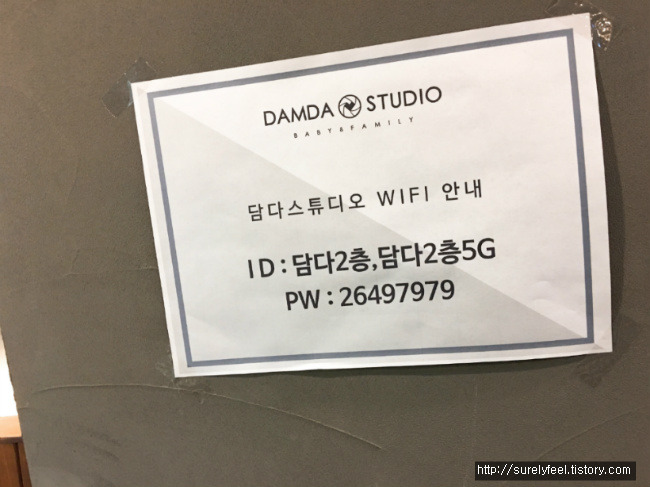 DAMDA STUDIO
BABY&FAMILY
담다스튜디오 WIFI 안내
ID : 담다2층,담다2층5G
PW : 26497979
http://surelyfeel.tistory.com